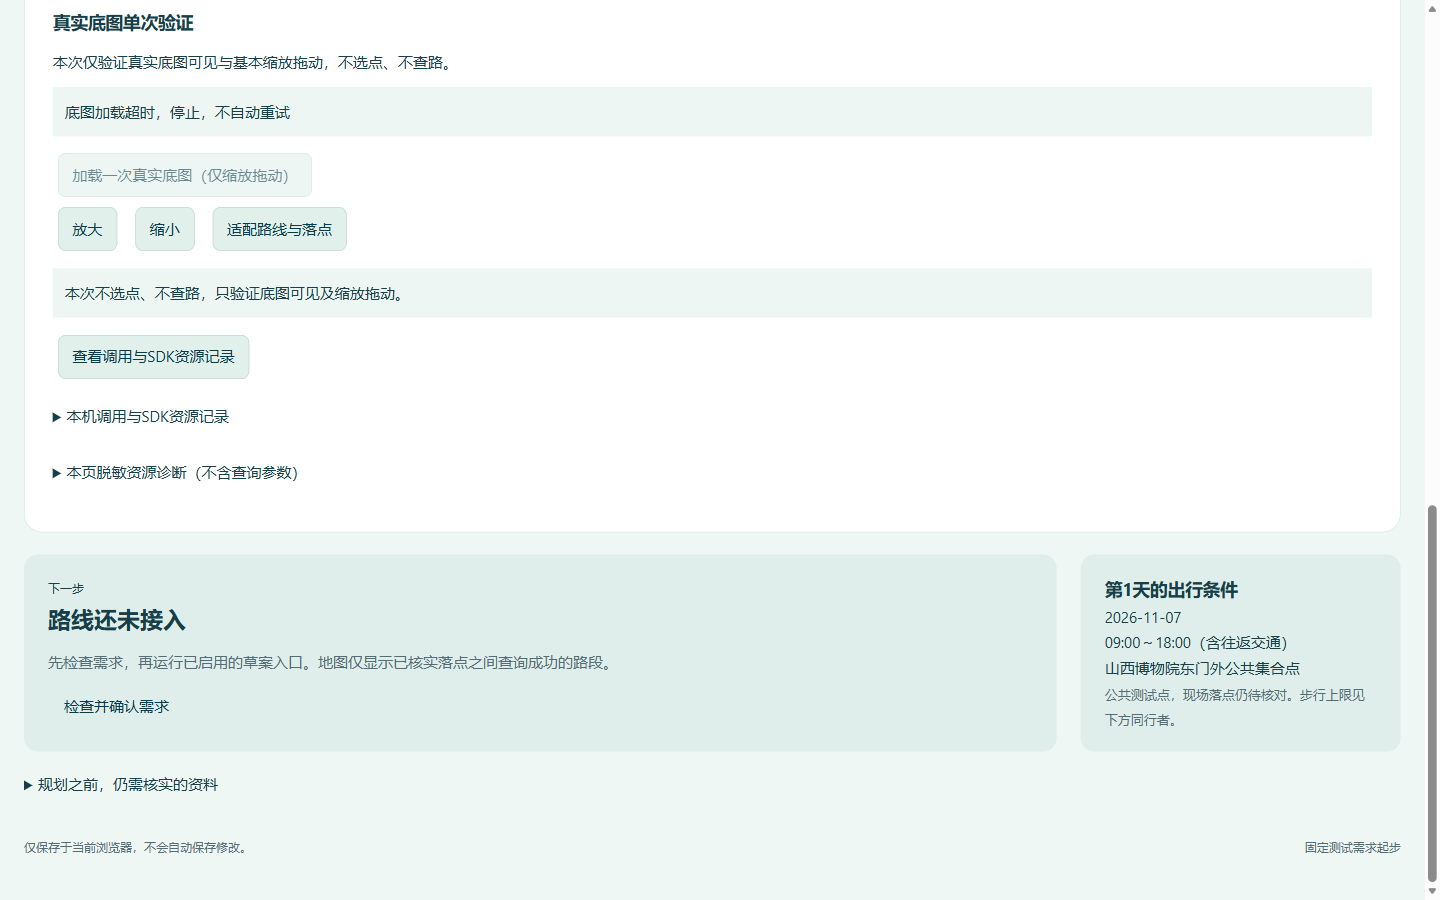 真实底图单次验证
本次仅验证真实底图可见与基本缩放拖动，不选点、不查路。
底图加载超时，停止，不自动重试
加载一次真实底图（仅缩放拖动）
放大 缩小 适配路线与落点
本次不选点、不查路，只验证底图可见及缩放拖动。
查看调用与SDK资源记录
本机调用与SDK资源记录
本页脱敏资源诊断（不含查询参数）
下一步
路线还未接入
先检查需求，再运行已启用的草案入口。地图仅显示已核实落点之间查询成功的路段。
检查并确认需求
第1天的出行条件
2026-11-07
09:00 ~ 18:00（含往返交通）
山西博物院东门外公共集合点
公共测试点，现场落点仍待核对。步行上限见
下方同行者。
规划之前，仍需核实的资料
仅保存于当前浏览器，不会自动保存修改。
固定测试需求起步